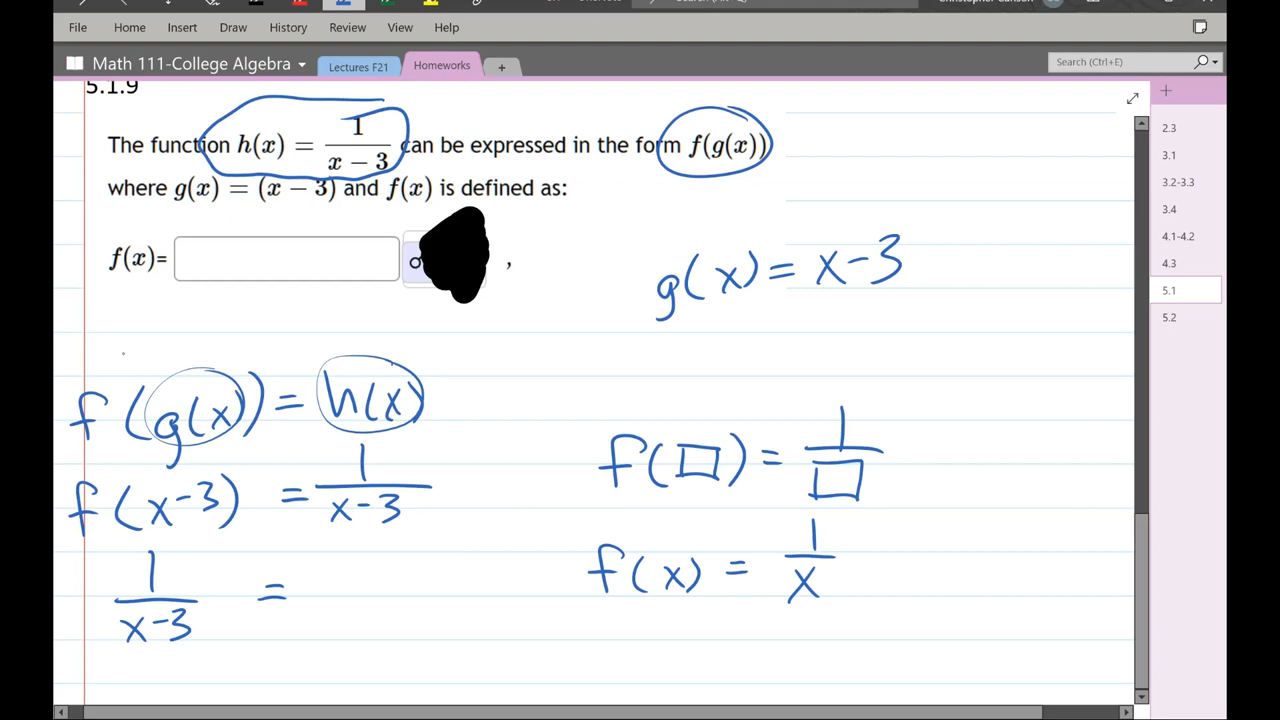 File Home Insert Draw History Review View Help
Math 111-College Algebra Lectures F21 Homeworks + Search (Ctrl+E)
5.1.9
The function h(x) = 1/(x − 3) can be expressed in the form f(g(x))
where g(x) = (x − 3) and f(x) is defined as:
f(x)= ,
g(x) = x-3
f(g(x)) = h(x)
f(x-3) = 1/(x-3)
1/(x-3) =
f(□) = 1/□
f(x) = 1/x
2.3
3.1
3.2-3.3
3.4
4.1-4.2
4.3
5.1
5.2